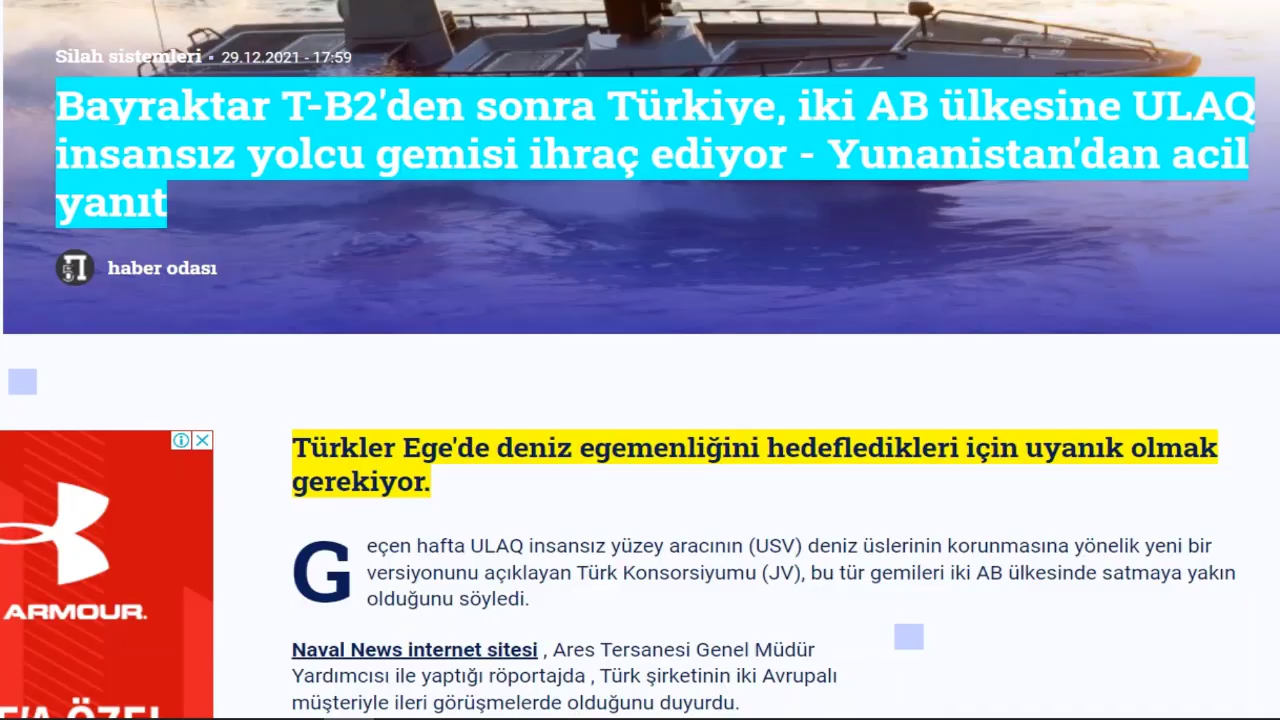 Silah sistemleri ▪ 29.12.2021 - 17:59
Bayraktar T-B2'den sonra Türkiye, iki AB ülkesine ULAQ
insansız yolcu gemisi ihraç ediyor - Yunanistan'dan acil
yanıt
haber odası
Türkler Ege'de deniz egemenliğini hedefledikleri için uyanık olmak
gerekiyor.
Geçen hafta ULAQ insansız yüzey aracının (USV) deniz üslerinin korunmasına yönelik yeni bir
versiyonunu açıklayan Türk Konsorsiyumu (JV), bu tür gemileri iki AB ülkesinde satmaya yakın
olduğunu söyledi.
Naval News internet sitesi , Ares Tersanesi Genel Müdür
Yardımcısı ile yaptığı röportajda , Türk şirketinin iki Avrupalı
müşteriyle ileri görüşmelerde olduğunu duyurdu.
ARMOUR.